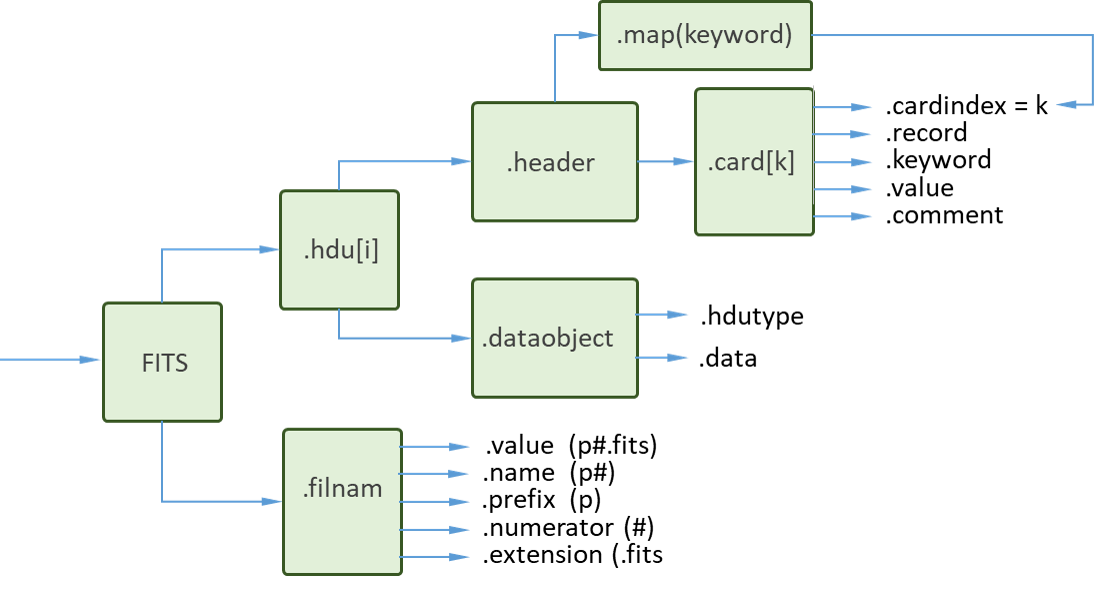 .map(keyword)
.cardindex = k
.record
.header
.card[k]
.keyword
.value
.comment
.hdu[i]
.hdutype
.dataobject
.data
FITS
.value (p#.fits)
.name (p#)
.filnam
.prefix (p)
.numerator (#)
.extension (.fits